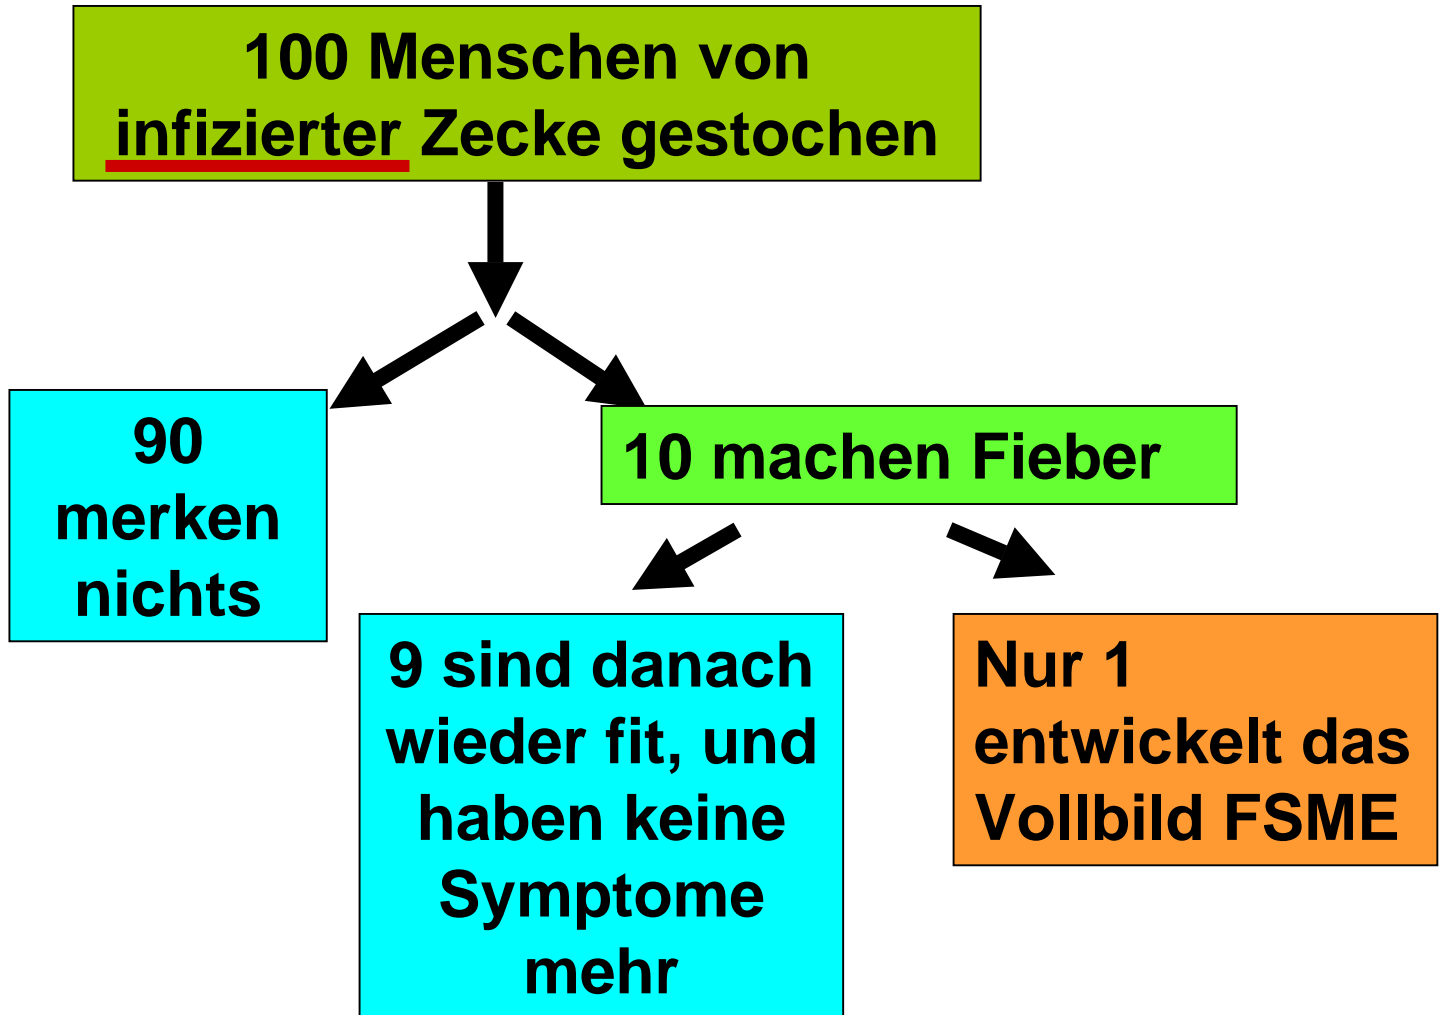 100 Menschen von
infizierter Zecke gestochen
90
merken
nichts
10 machen Fieber
9 sind danach
wieder fit, und
haben keine
Symptome
mehr
Nur 1
entwickelt das
Vollbild FSME